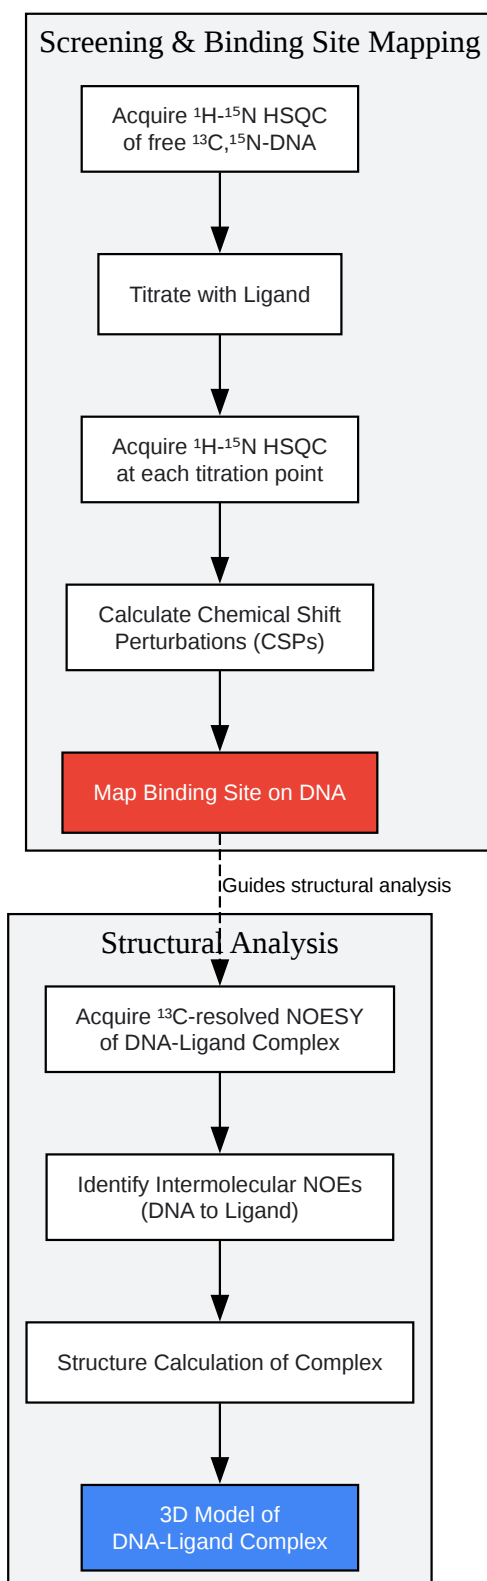 Screening & Binding Site Mapping
Acquire ¹H-¹⁵N HSQC
of free ¹³C,¹⁵N-DNA
Titrate with Ligand
Acquire ¹H-¹⁵N HSQC
at each titration point
Calculate Chemical Shift
Perturbations (CSPs)
Map Binding Site on DNA
Guides structural analysis
Structural Analysis
Acquire ¹³C-resolved NOESY
of DNA-Ligand Complex
Identify Intermolecular NOEs
(DNA to Ligand)
Structure Calculation of Complex
3D Model of
DNA-Ligand Complex